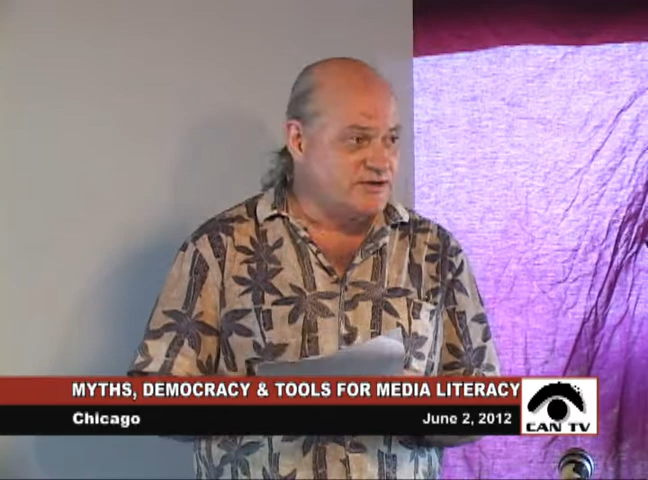 MYTHS, DEMOCRACY & TOOLS FOR MEDIA LITERACY
Chicago
June 2, 2012
CAN TV